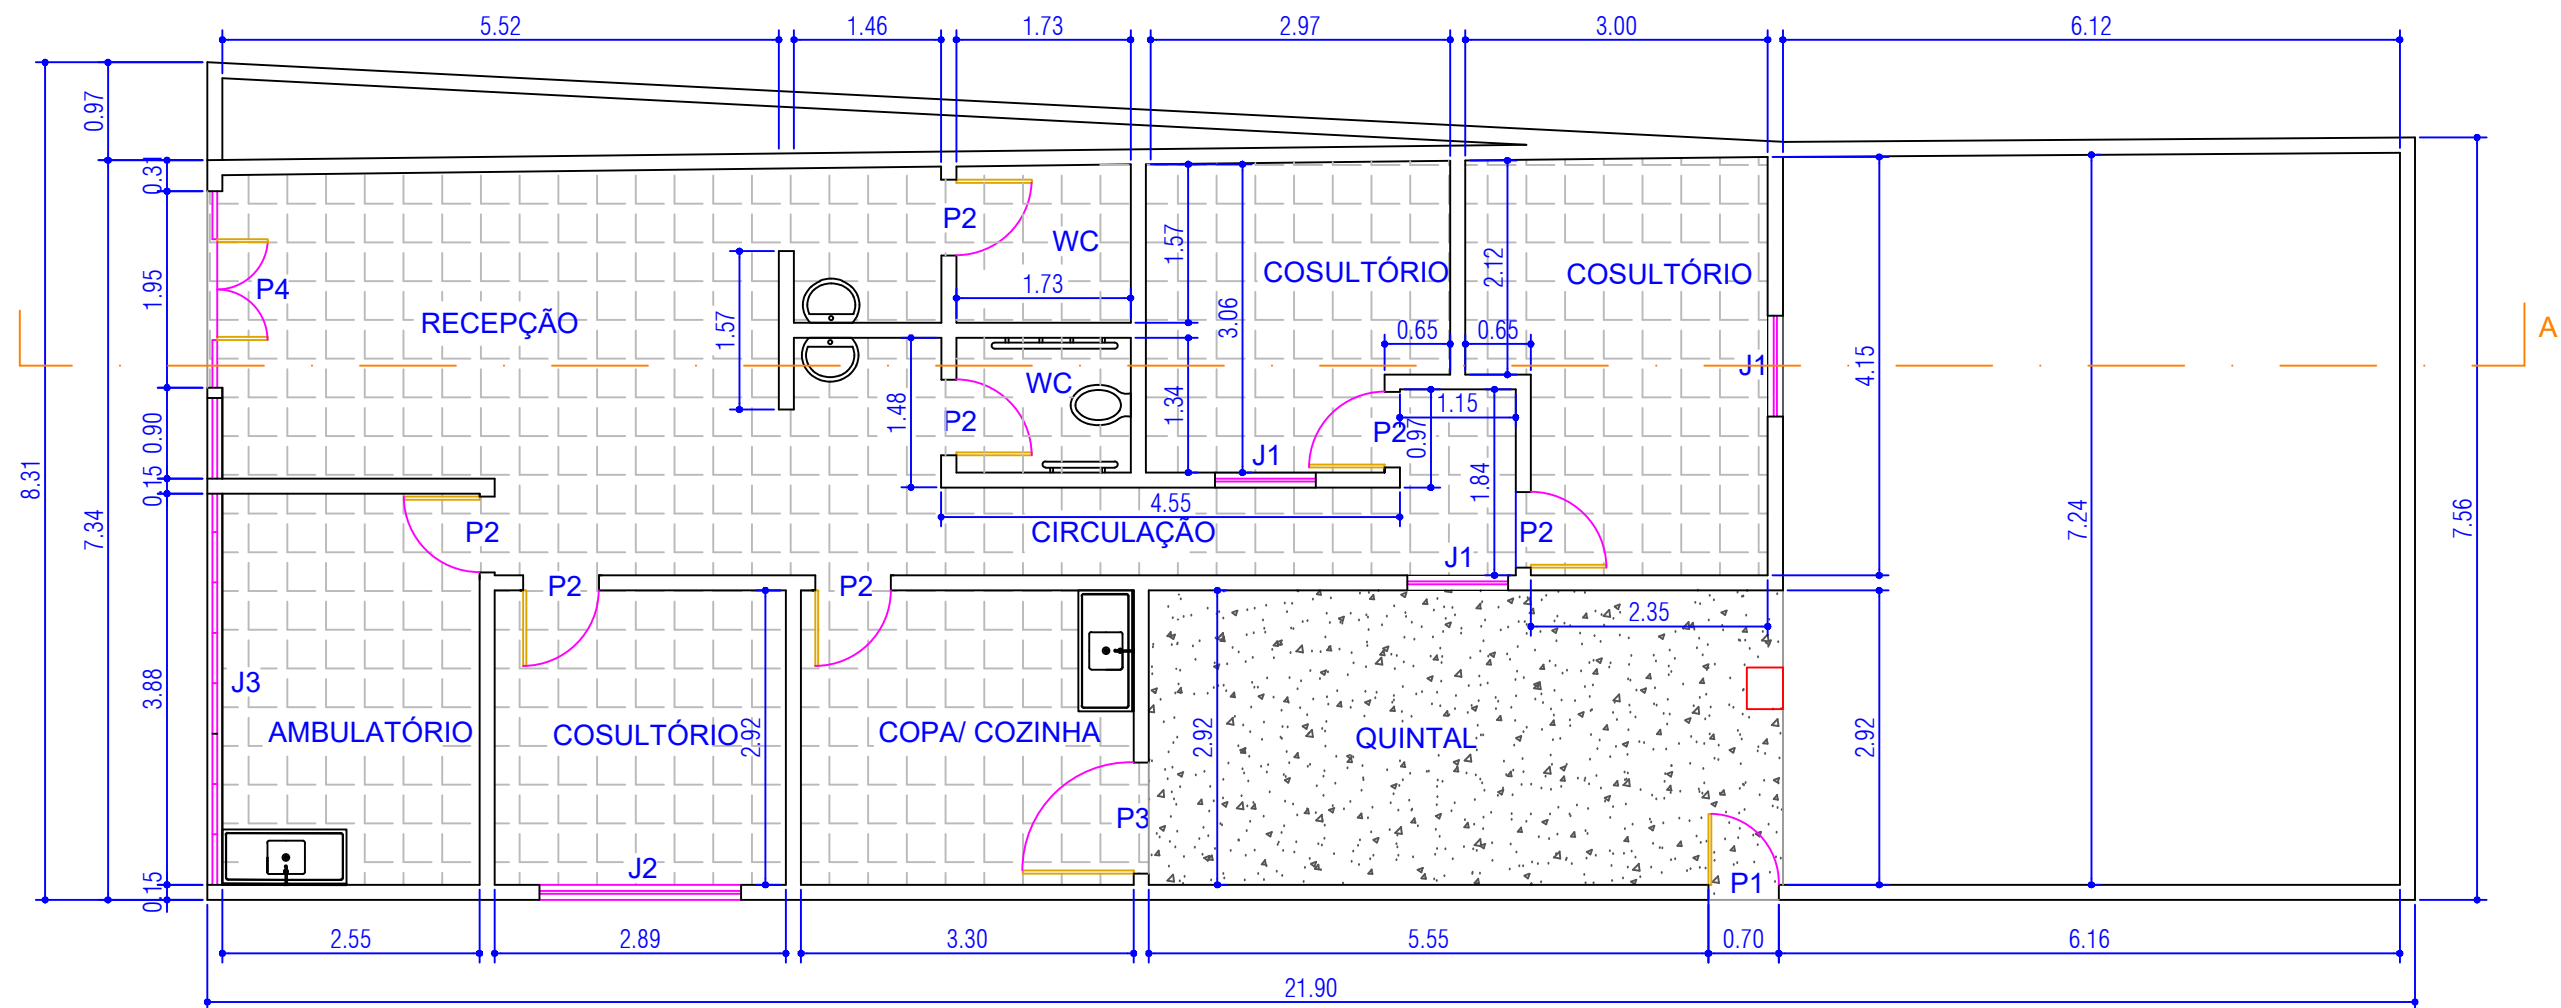 5.52
1.46
1.73
2.97
3.00
6.12
0.97
0.31
1.95
0.90
0.15
3.88
0.15
8.31
7.34
P2
WC
1.57
COSULTÓRIO
2.12
COSULTÓRIO
P4
RECEPÇÃO
1.73
1.57
3.06
0.65
0.65
A
J1
4.15
WC
1.48
1.34
P2
1.15
P2
0.97
J1
1.84
4.55
CIRCULAÇÃO
P2
P2
J1
7.24
7.56
P2
P2
2.35
J3
AMBULATÓRIO
COSULTÓRIO
2.92
COPA/ COZINHA
2.92
QUINTAL
2.92
P3
J2
P1
2.55
2.89
3.30
5.55
0.70
6.16
21.90